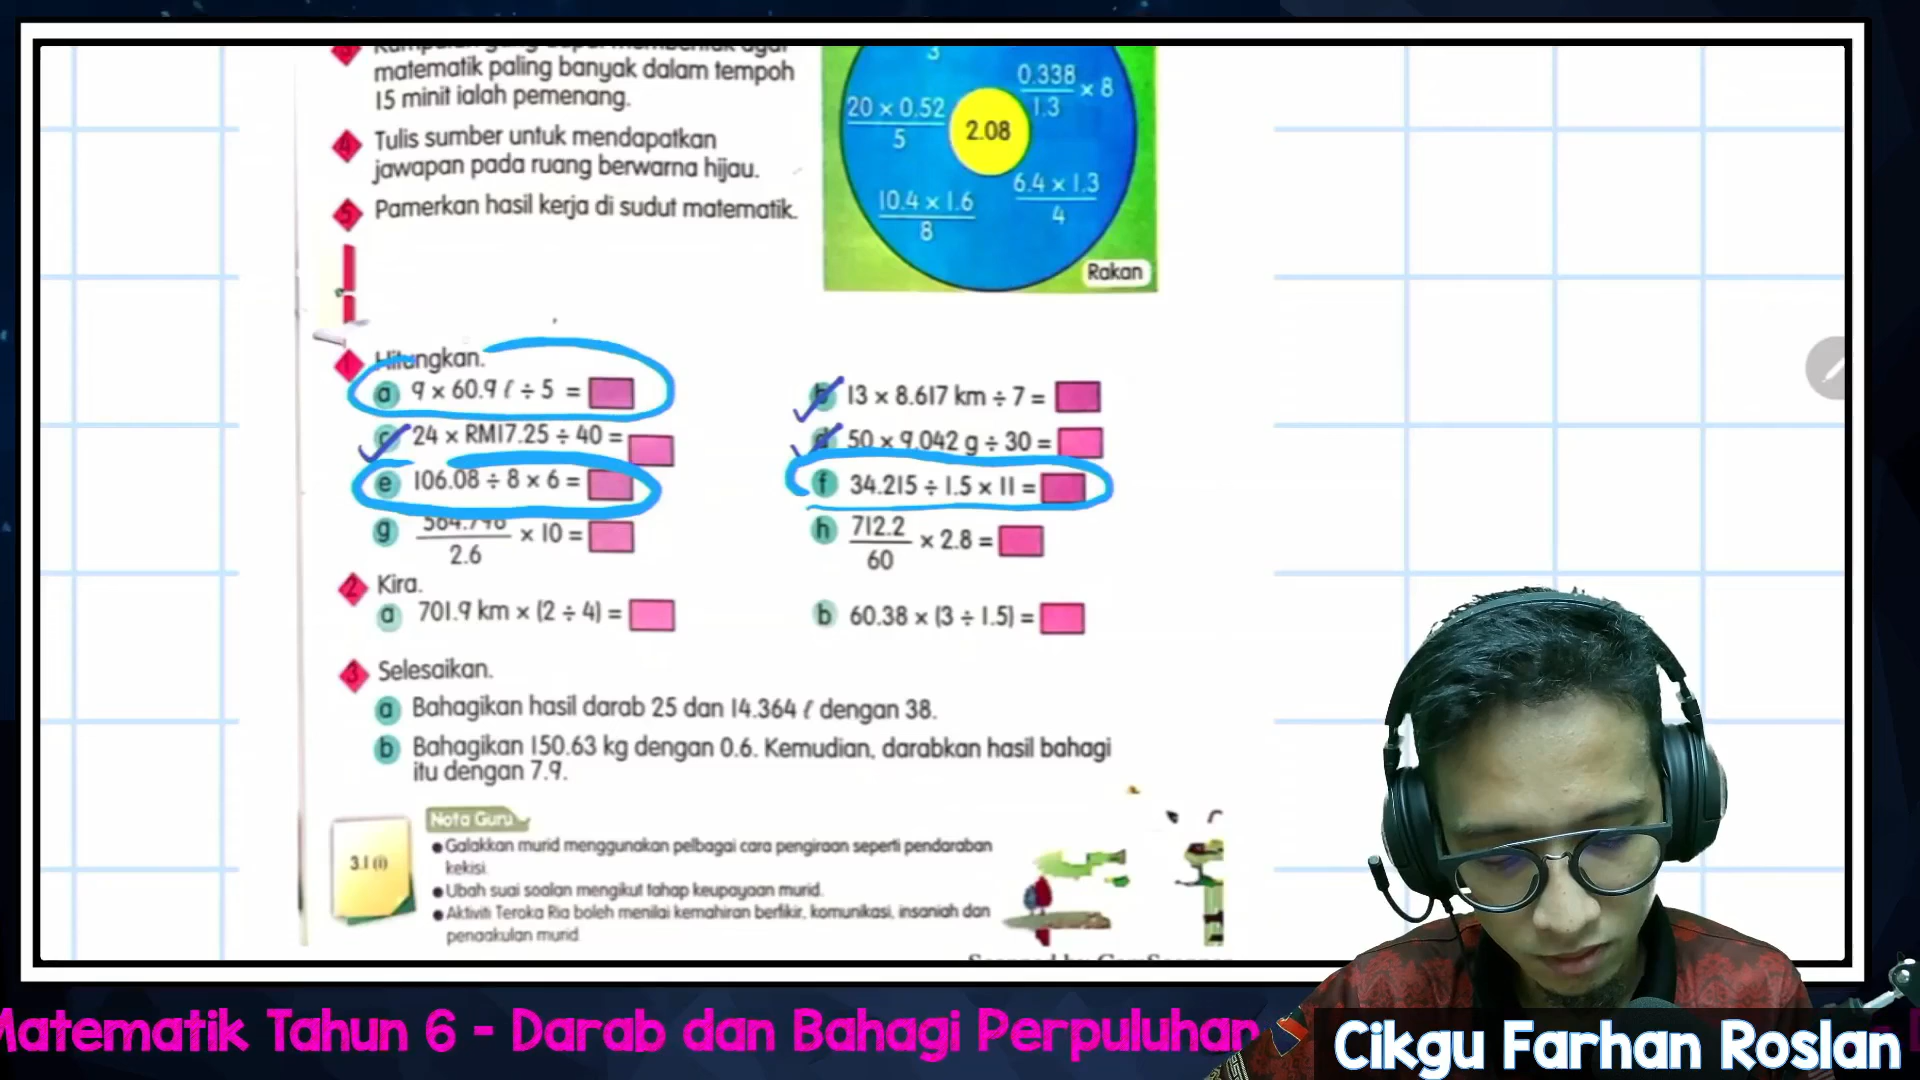 matematik paling banyak dalam tempoh
15 minit ialah pemenang.
4 Tulis sumber untuk mendapatkan
jawapan pada ruang berwarna hijau.
5 Pamerkan hasil kerja di sudut matematik.
3
0.338
1.3
× 8
20 × 0.52
5
2.08
10.4 × 1.6
8
6.4 × 1.3
4
Rakan
1 Hitungkan.
a 9 × 60.9 ℓ ÷ 5 =
b 13 × 8.617 km ÷ 7 =
c 24 × RM17.25 ÷ 40 =
d 50 × 9.042 g ÷ 30 =
e 106.08 ÷ 8 × 6 =
f 34.215 ÷ 1.5 × 11 =
g
2.6
× 10 =
h 712.2
60
× 2.8 =
2 Kira.
a 701.9 km × (2 ÷ 4) =
b 60.38 × (3 ÷ 1.5) =
3 Selesaikan.
a Bahagikan hasil darab 25 dan 14.364 ℓ dengan 38.
b Bahagikan 150.63 kg dengan 0.6. Kemudian, darabkan hasil bahagi
itu dengan 7.9.
Nota Guru
3.1 (i)
● Galakkan murid menggunakan pelbagai cara pengiraan seperti pendaraban
kekisi.
● Ubah suai soalan mengikut tahap keupayaan murid.
● Aktiviti Teroka Ria boleh menilai kemahiran berfikir, komunikasi, insaniah dan
penaakulan murid.
Matematik Tahun 6 - Darab dan Bahagi Perpuluhan
Cikgu Farhan Roslan